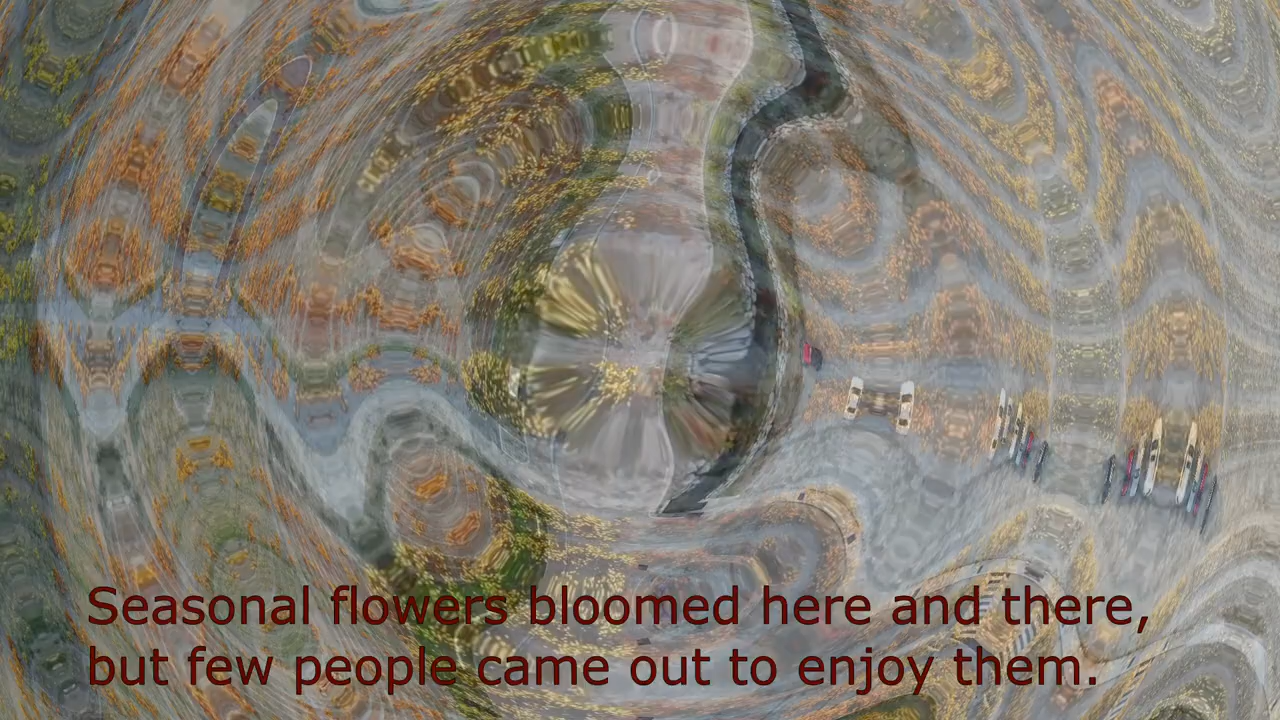 Seasonal flowers bloomed here and there,
but few people came out to enjoy them.